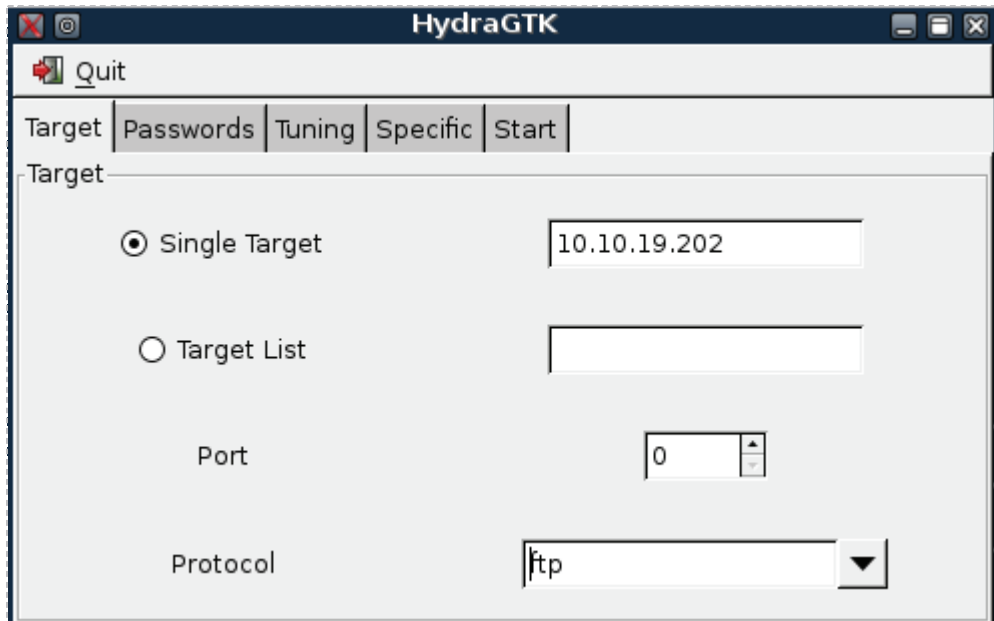 HydraGTK
Quit
Target Passwords Tuning Specific Start
Target
Single Target 10.10.19.202
Target List
Port 0
Protocol ftp